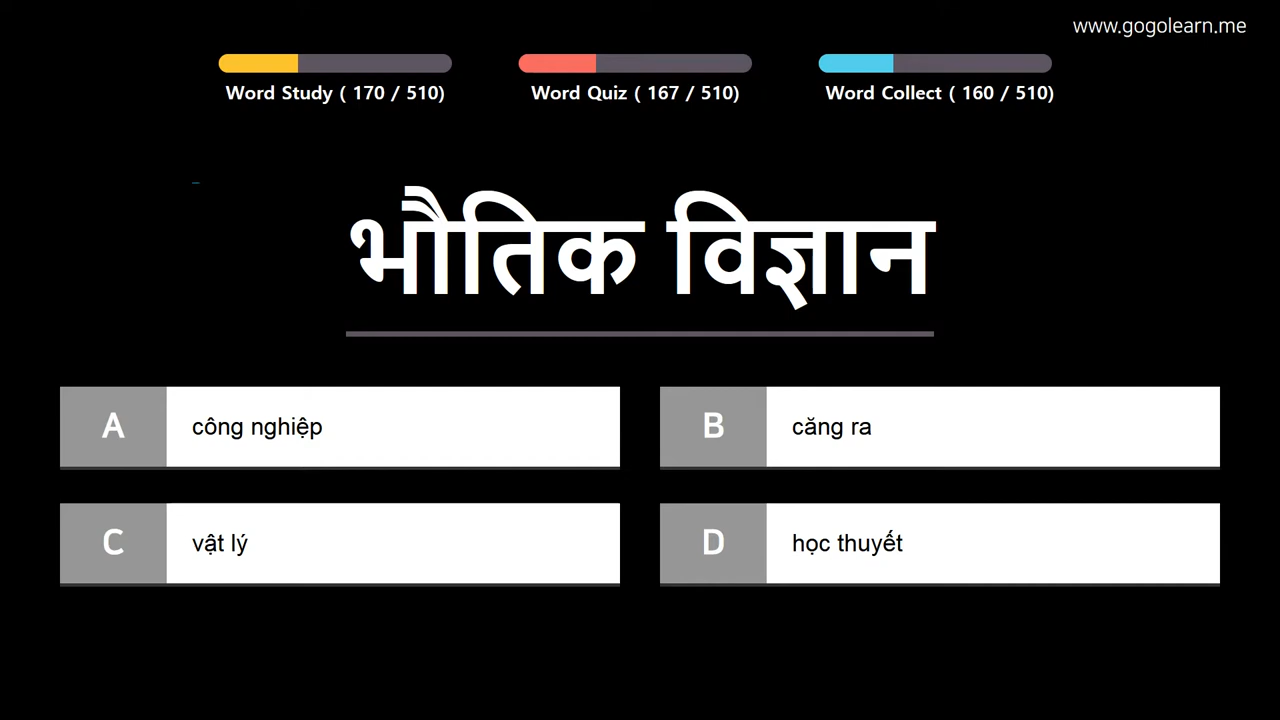 www.gogolearn.me
Word Study ( 170 / 510)
Word Quiz ( 167 / 510)
Word Collect ( 160 / 510)
भौतिक विज्ञान
A công nghiệp
B căng ra
C vật lý
D học thuyết